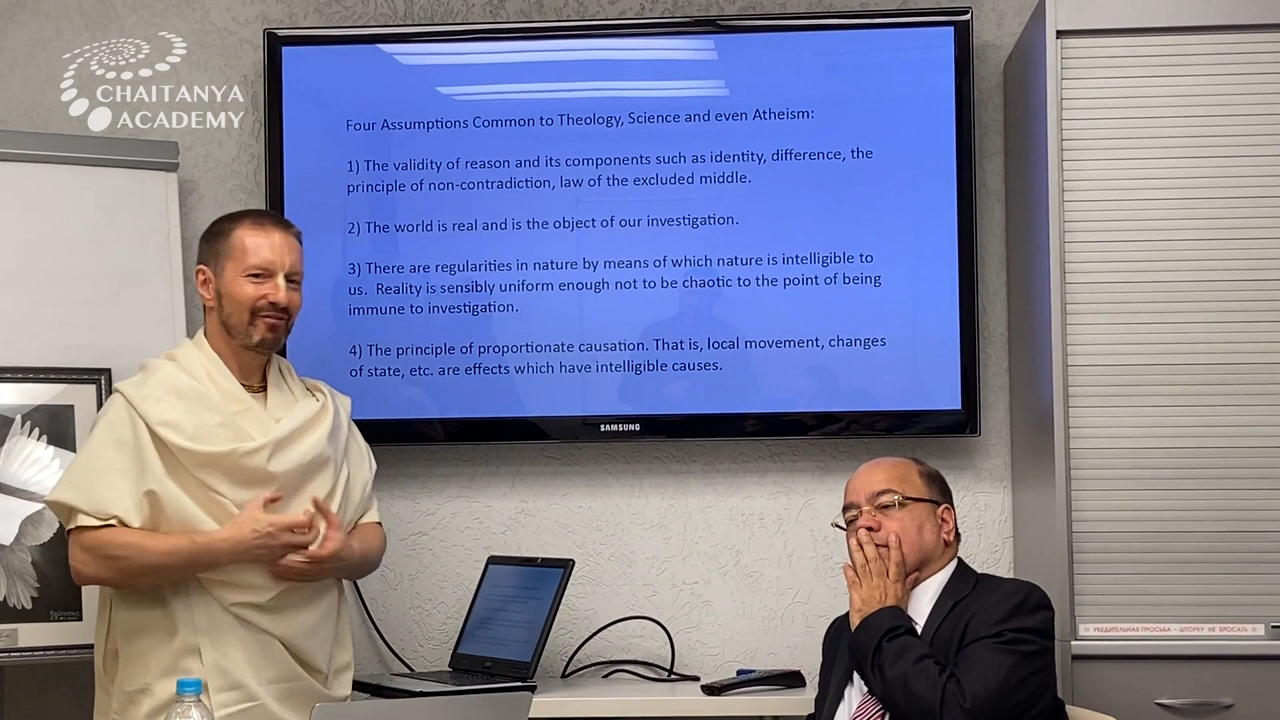 CHAITANYA
ACADEMY
Four Assumptions Common to Theology, Science and even Atheism:
1) The validity of reason and its components such as identity, difference, the
principle of non-contradiction, law of the excluded middle.
2) The world is real and is the object of our investigation.
3) There are regularities in nature by means of which nature is intelligible to
us. Reality is sensibly uniform enough not to be chaotic to the point of being
immune to investigation.
4) The principle of proportionate causation. That is, local movement, changes
of state, etc. are effects which have intelligible causes.
SAMSUNG
УБЕДИТЕЛЬНАЯ ПРОСЬБА – ШТОРКУ НЕ БРОСАТЬ